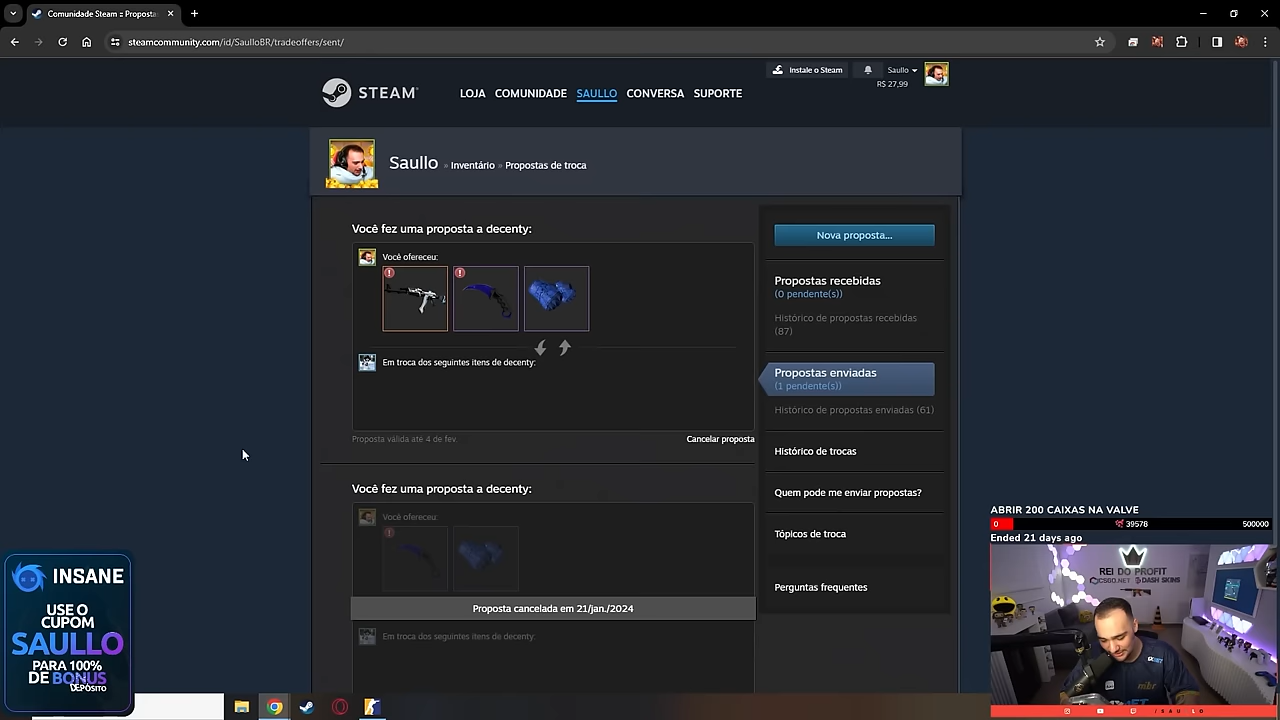 Comunidade Steam :: Proposta
steamcommunity.com/id/SaulloBR/tradeoffers/sent/
Instale o Steam
Saullo
R$ 27,99
STEAM
LOJA COMUNIDADE SAULLO CONVERSA SUPORTE
Saullo » Inventário » Propostas de troca
Você fez uma proposta a decenty:
Você ofereceu:
Em troca dos seguintes itens de decenty:
Proposta válida até 4 de fev.
Cancelar proposta
Você fez uma proposta a decenty:
Você ofereceu:
Proposta cancelada em 21/jan./2024
Em troca dos seguintes itens de decenty:
Nova proposta...
Propostas recebidas
(0 pendente(s))
Histórico de propostas recebidas
(87)
Propostas enviadas
(1 pendente(s))
Histórico de propostas enviadas (61)
Histórico de trocas
Quem pode me enviar propostas?
Tópicos de troca
Perguntas frequentes
INSANE
USE O
CUPOM
SAULLO
PARA 100%
DE BONUS
DEPÓSITO
ABRIR 200 CAIXAS NA VALVE
0 39578 500000
Ended 21 days ago
REI DO PROFIT
CSGO.NET DASH SKINS
mibr
/ S A U L L O